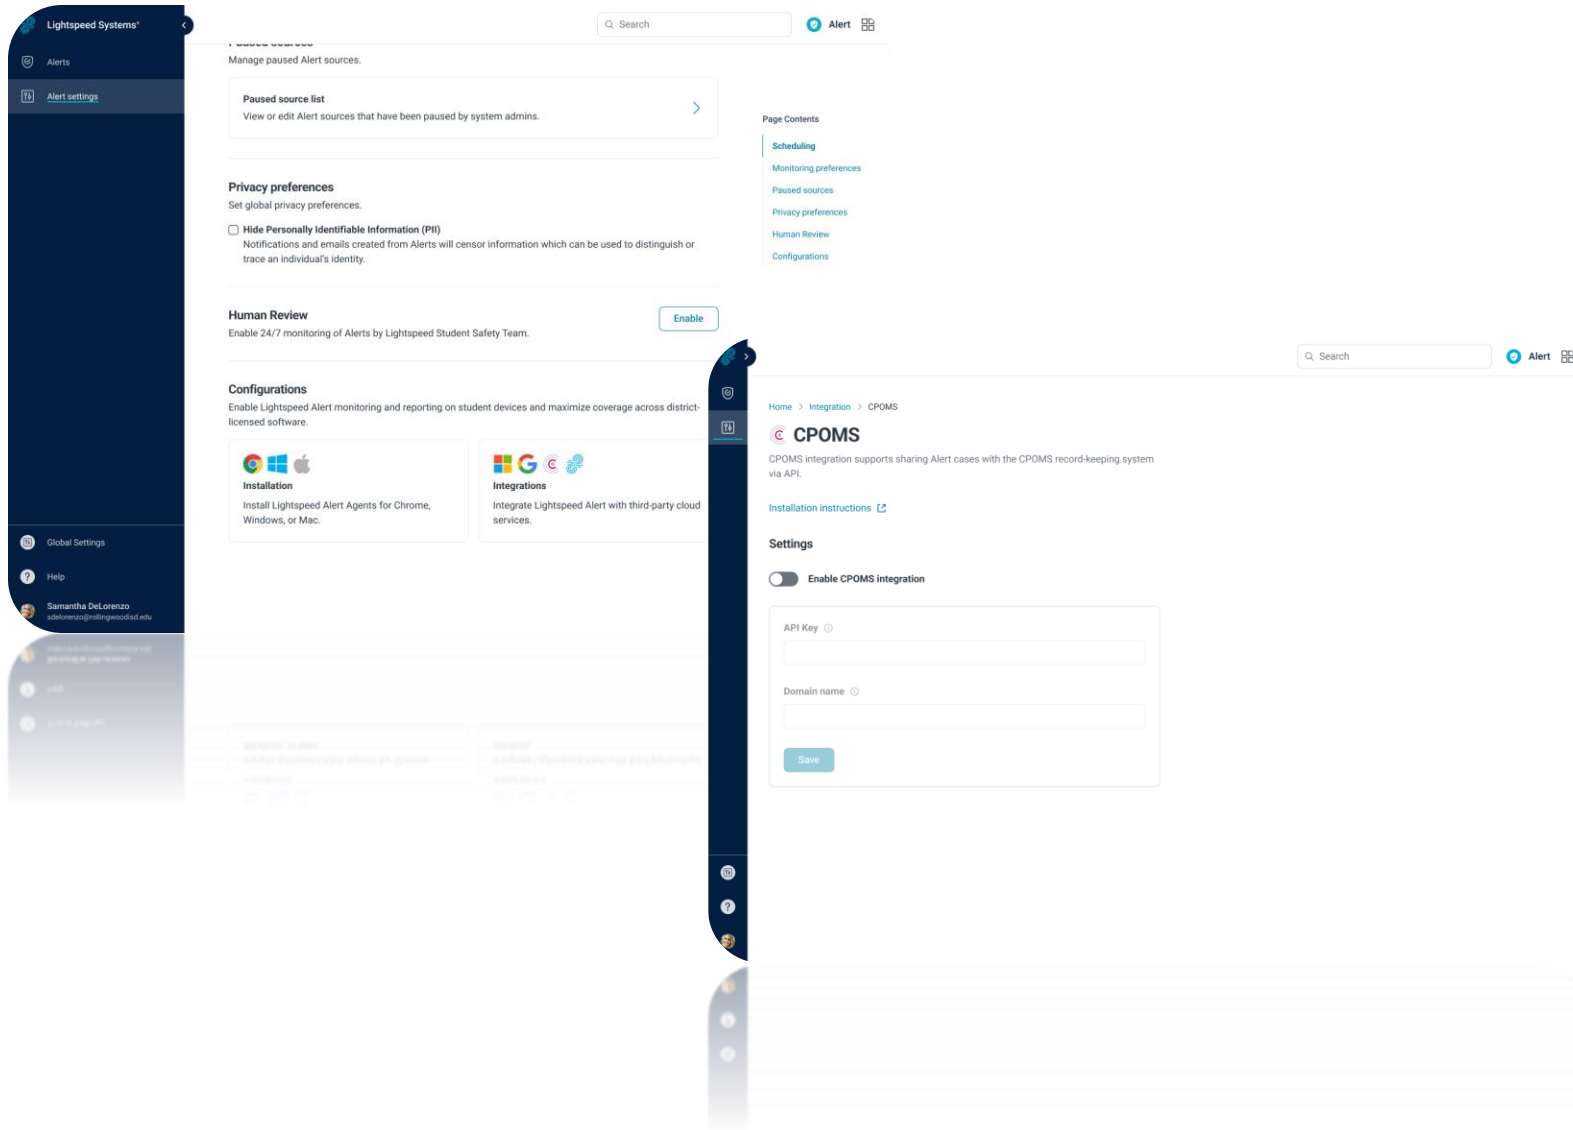 Lightspeed Systems®
Alerts
Alert settings
Global Settings
Help
Samantha DeLorenzo
sdelorenzo@rollingwoodisd.edu
Search
Alert
Paused sources
Manage paused Alert sources.
Paused source list
View or edit Alert sources that have been paused by system admins.
Privacy preferences
Set global privacy preferences.
Hide Personally Identifiable Information (PII)
Notifications and emails created from Alerts will censor information which can be used to distinguish or
trace an individual's identity.
Human Review
Enable 24/7 monitoring of Alerts by Lightspeed Student Safety Team.
Enable
Configurations
Enable Lightspeed Alert monitoring and reporting on student devices and maximize coverage across district-
licensed software.
Installation
Install Lightspeed Alert Agents for Chrome,
Windows, or Mac.
Integrations
Integrate Lightspeed Alert with third-party cloud
services.
Page Contents
Scheduling
Monitoring preferences
Paused sources
Privacy preferences
Human Review
Configurations
Search
Alert
Home > Integration > CPOMS
CPOMS
CPOMS integration supports sharing Alert cases with the CPOMS record-keeping system
via API.
Installation instructions
Settings
Enable CPOMS integration
API Key
Domain name
Save